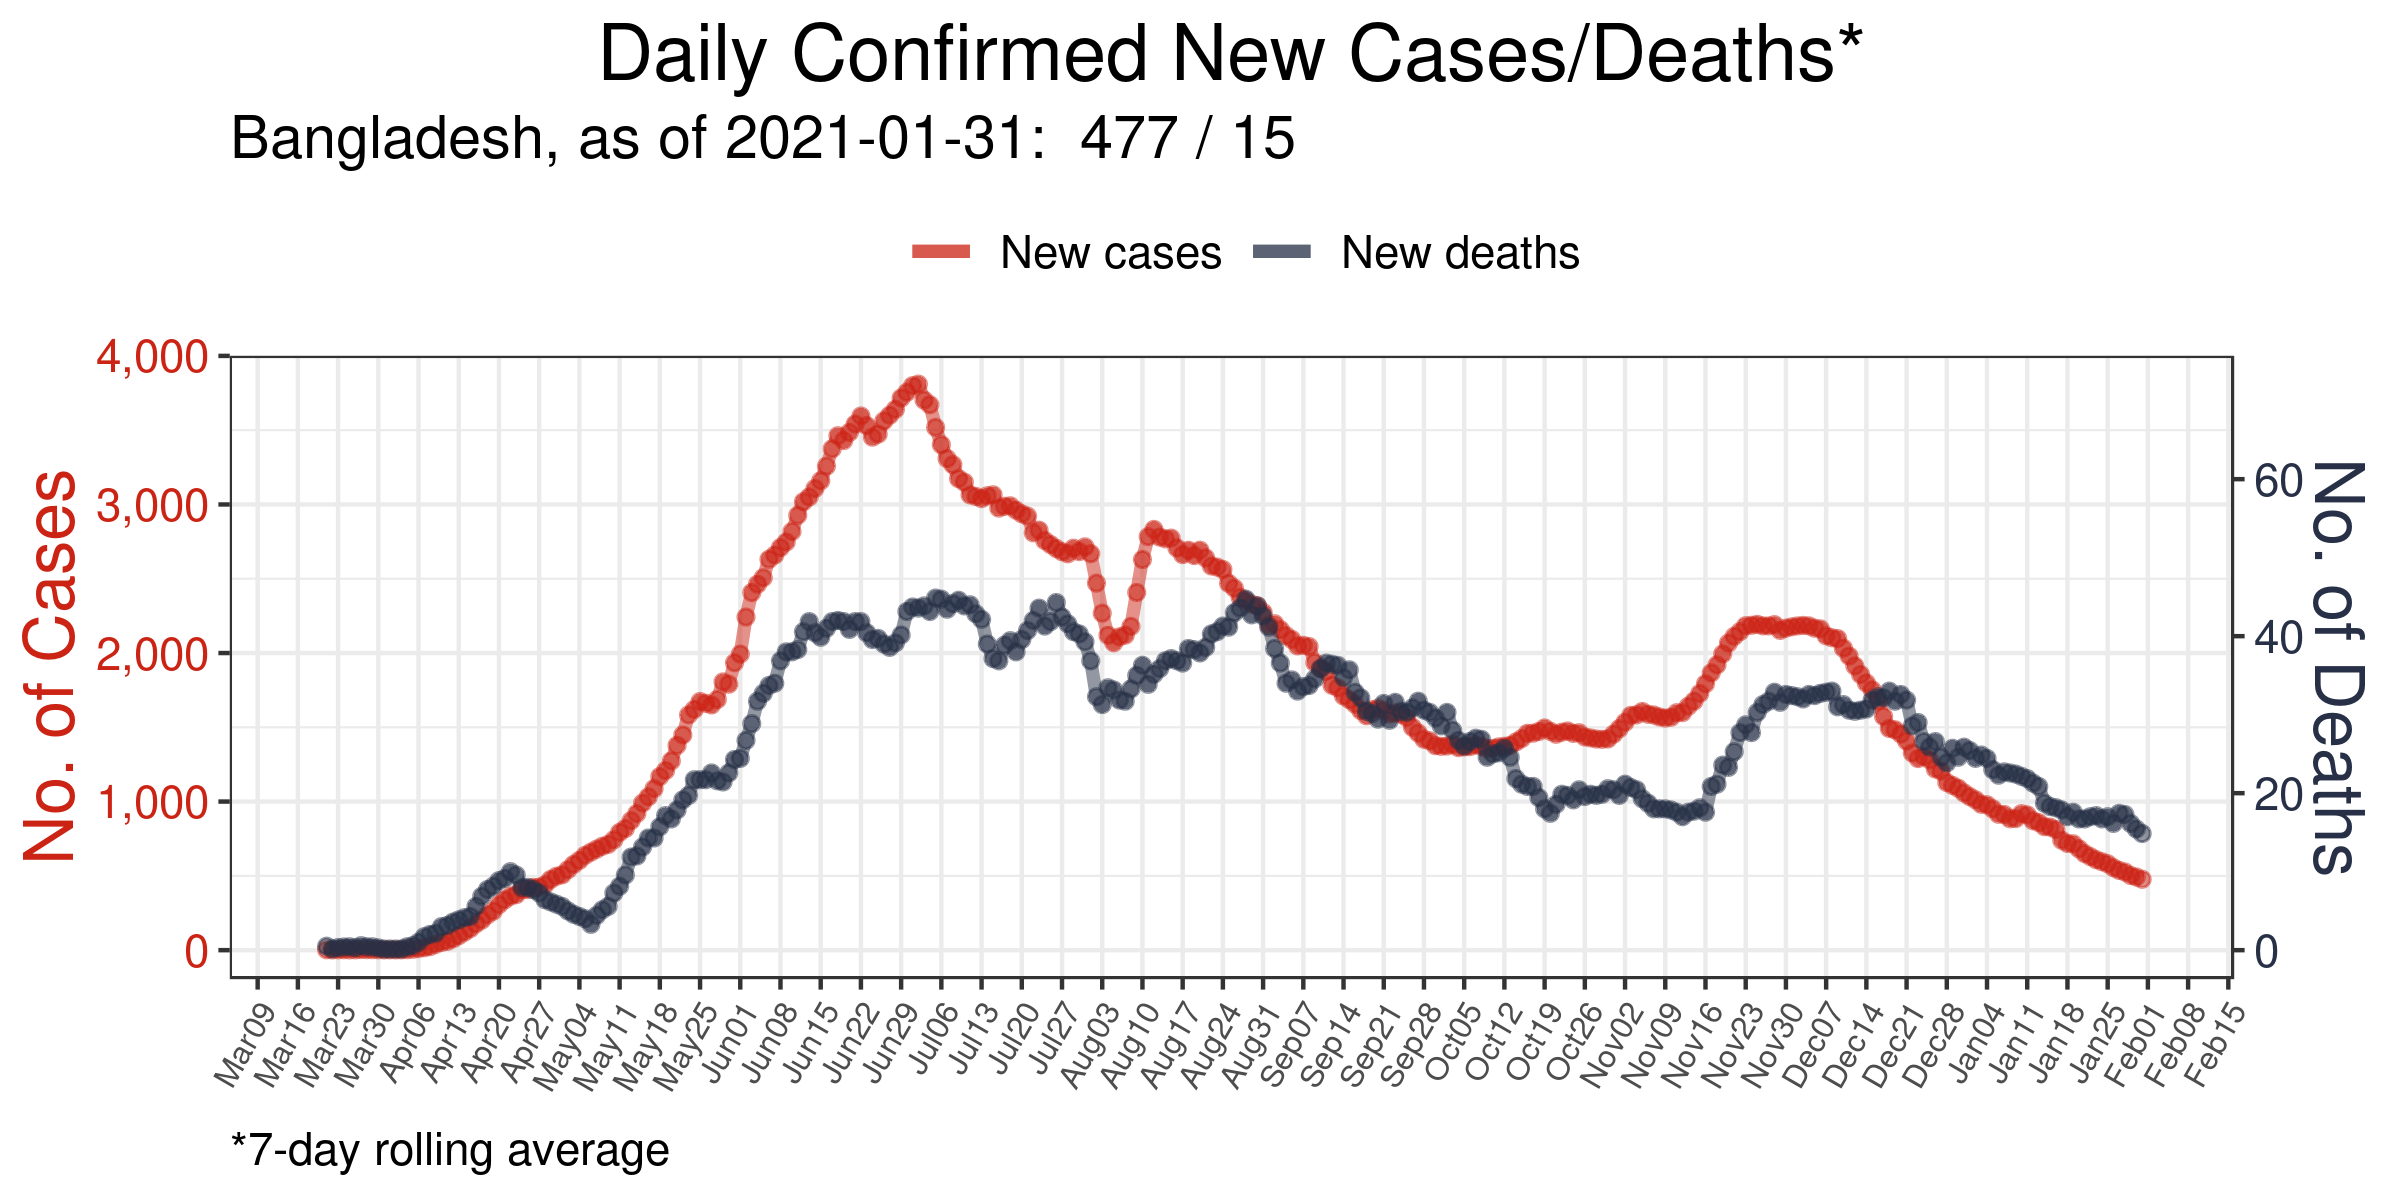 Daily Confirmed New Cases/Deaths*
Bangladesh, as of 2021-01-31:  477 / 15
New cases
New deaths
No. of Cases
4,000
3,000
2,000
1,000
0
60
40
20
0
No. of Deaths
Mar09
Mar16
Mar23
Mar30
Apr06
Apr13
Apr20
Apr27
May04
May11
May18
May25
Jun01
Jun08
Jun15
Jun22
Jun29
Jul06
Jul13
Jul20
Jul27
Aug03
Aug10
Aug17
Aug24
Aug31
Sep07
Sep14
Sep21
Sep28
Oct05
Oct12
Oct19
Oct26
Nov02
Nov09
Nov16
Nov23
Nov30
Dec07
Dec14
Dec21
Dec28
Jan04
Jan11
Jan18
Jan25
Feb01
Feb08
Feb15
*7-day rolling average